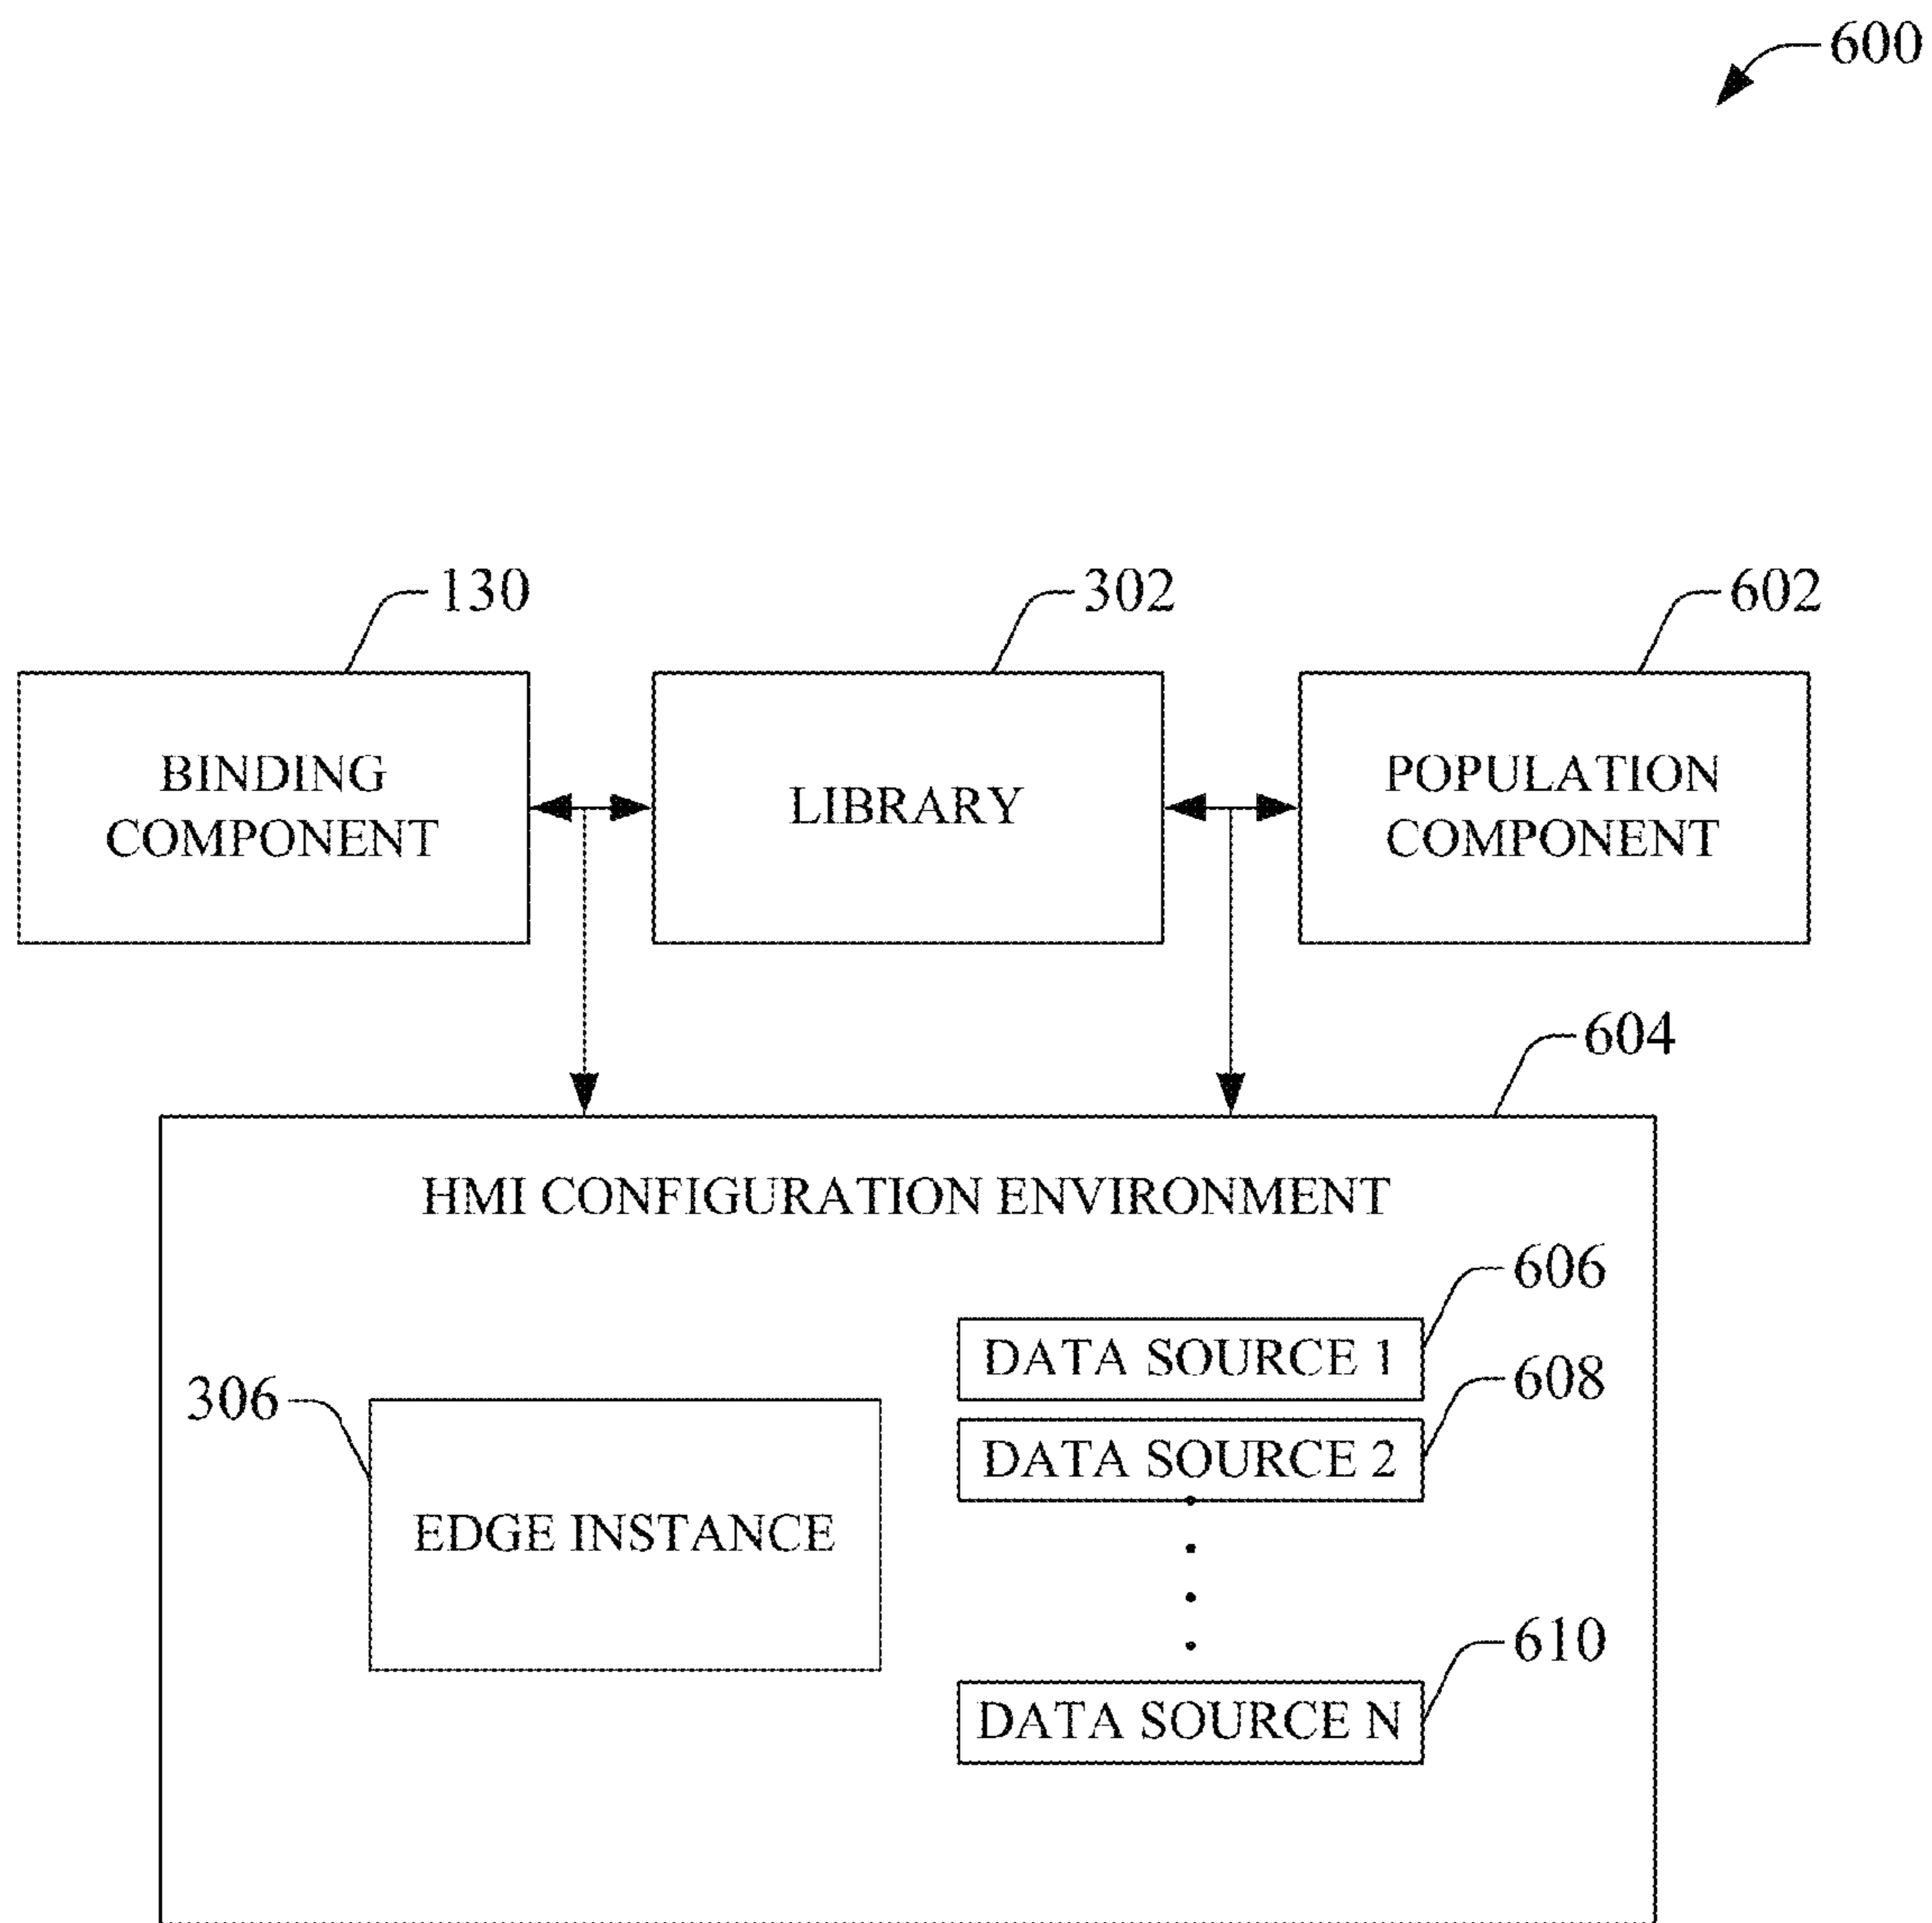 600
130
302
602
BINDING
COMPONENT
LIBRARY
POPULATION
COMPONENT
604
HMI CONFIGURATION ENVIRONMENT
606
DATA SOURCE 1
608
306
DATA SOURCE 2
EDGE INSTANCE
610
DATA SOURCE N